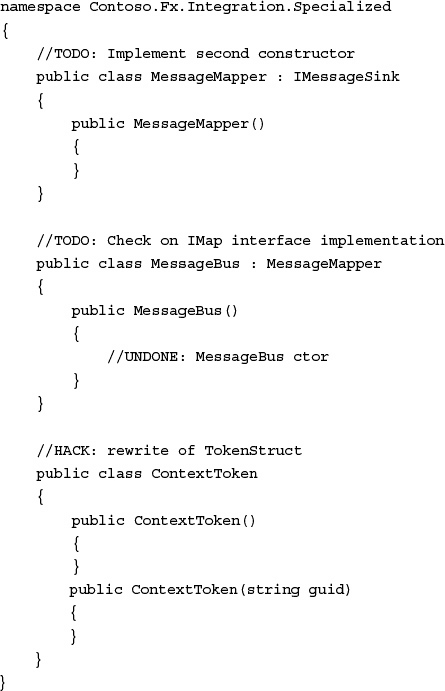 namespace Contoso.Fx.Integration.Specialized
{
//TODO: Implement second constructor
public class MessageMapper : IMessageSink
{
public MessageMapper()
{
}
}
//TODO: Check on IMap interface implementation
public class MessageBus : MessageMapper
{
public MessageBus()
{
//UNDONE: MessageBus ctor
}
}
//HACK: rewrite of TokenStruct
public class ContextToken
{
public ContextToken()
{
}
public ContextToken(string guid)
{
}
}
}